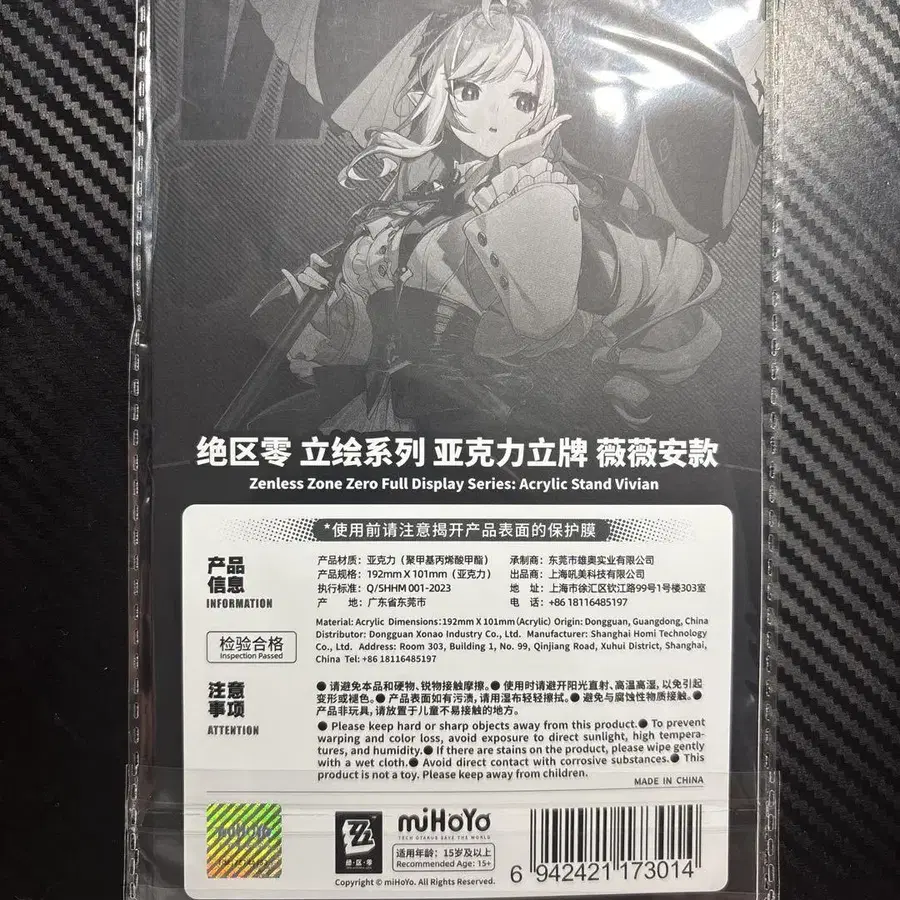 绝区零 立绘系列 亚克力立牌 薇薇安款
Zenless Zone Zero Full Display Series: Acrylic Stand Vivian
*使用前请注意揭开产品表面的保护膜
产品
信息
INFORMATION
检验合格
Inspection Passed
产品材质：亚克力（聚甲基丙烯酸甲酯）
产品规格：192mm X 101mm（亚克力）
执行标准：Q/SHHM 001-2023
产 地：广东省东莞市
承制商：东莞市雄奥实业有限公司
出品商：上海吼美科技有限公司
地 址：上海市徐汇区钦江路99号1号楼303室
电 话：+86 18116485197
Material: Acrylic Dimensions:192mm X 101mm (Acrylic) Origin: Dongguan, Guangdong, China
Distributor: Dongguan Xonao Industry Co., Ltd. Manufacturer: Shanghai Homi Technology
Co., Ltd. Address: Room 303, Building 1, No. 99, Qinjiang Road, Xuhui District, Shanghai,
China Tel: +86 18116485197
注意
事项
ATTENTION
● 请避免本品和硬物、锐物接触摩擦。● 使用时请避开阳光直射、高温高湿，以免引起
变形或褪色。● 产品表面如有污渍，请用湿布轻轻擦拭。● 避免与腐蚀性物质接触。●
产品非玩具，请放置于儿童不易接触的地方。
● Please keep hard or sharp objects away from this product.● To prevent
warping and color loss, avoid exposure to direct sunlight, high tempera-
tures, and humidity.● If there are stains on the product, please wipe gently
with a wet cloth.● Avoid direct contact with corrosive substances.● This
product is not a toy. Please keep away from children.
MADE IN CHINA
miHoYo
绝·区·零
miHoYo
TECH OTAKUS SAVE THE WORLD
适用年龄：15岁及以上
Recommended Age: 15+
Copyright © miHoYo. All Rights Reserved.
6 942421 173014